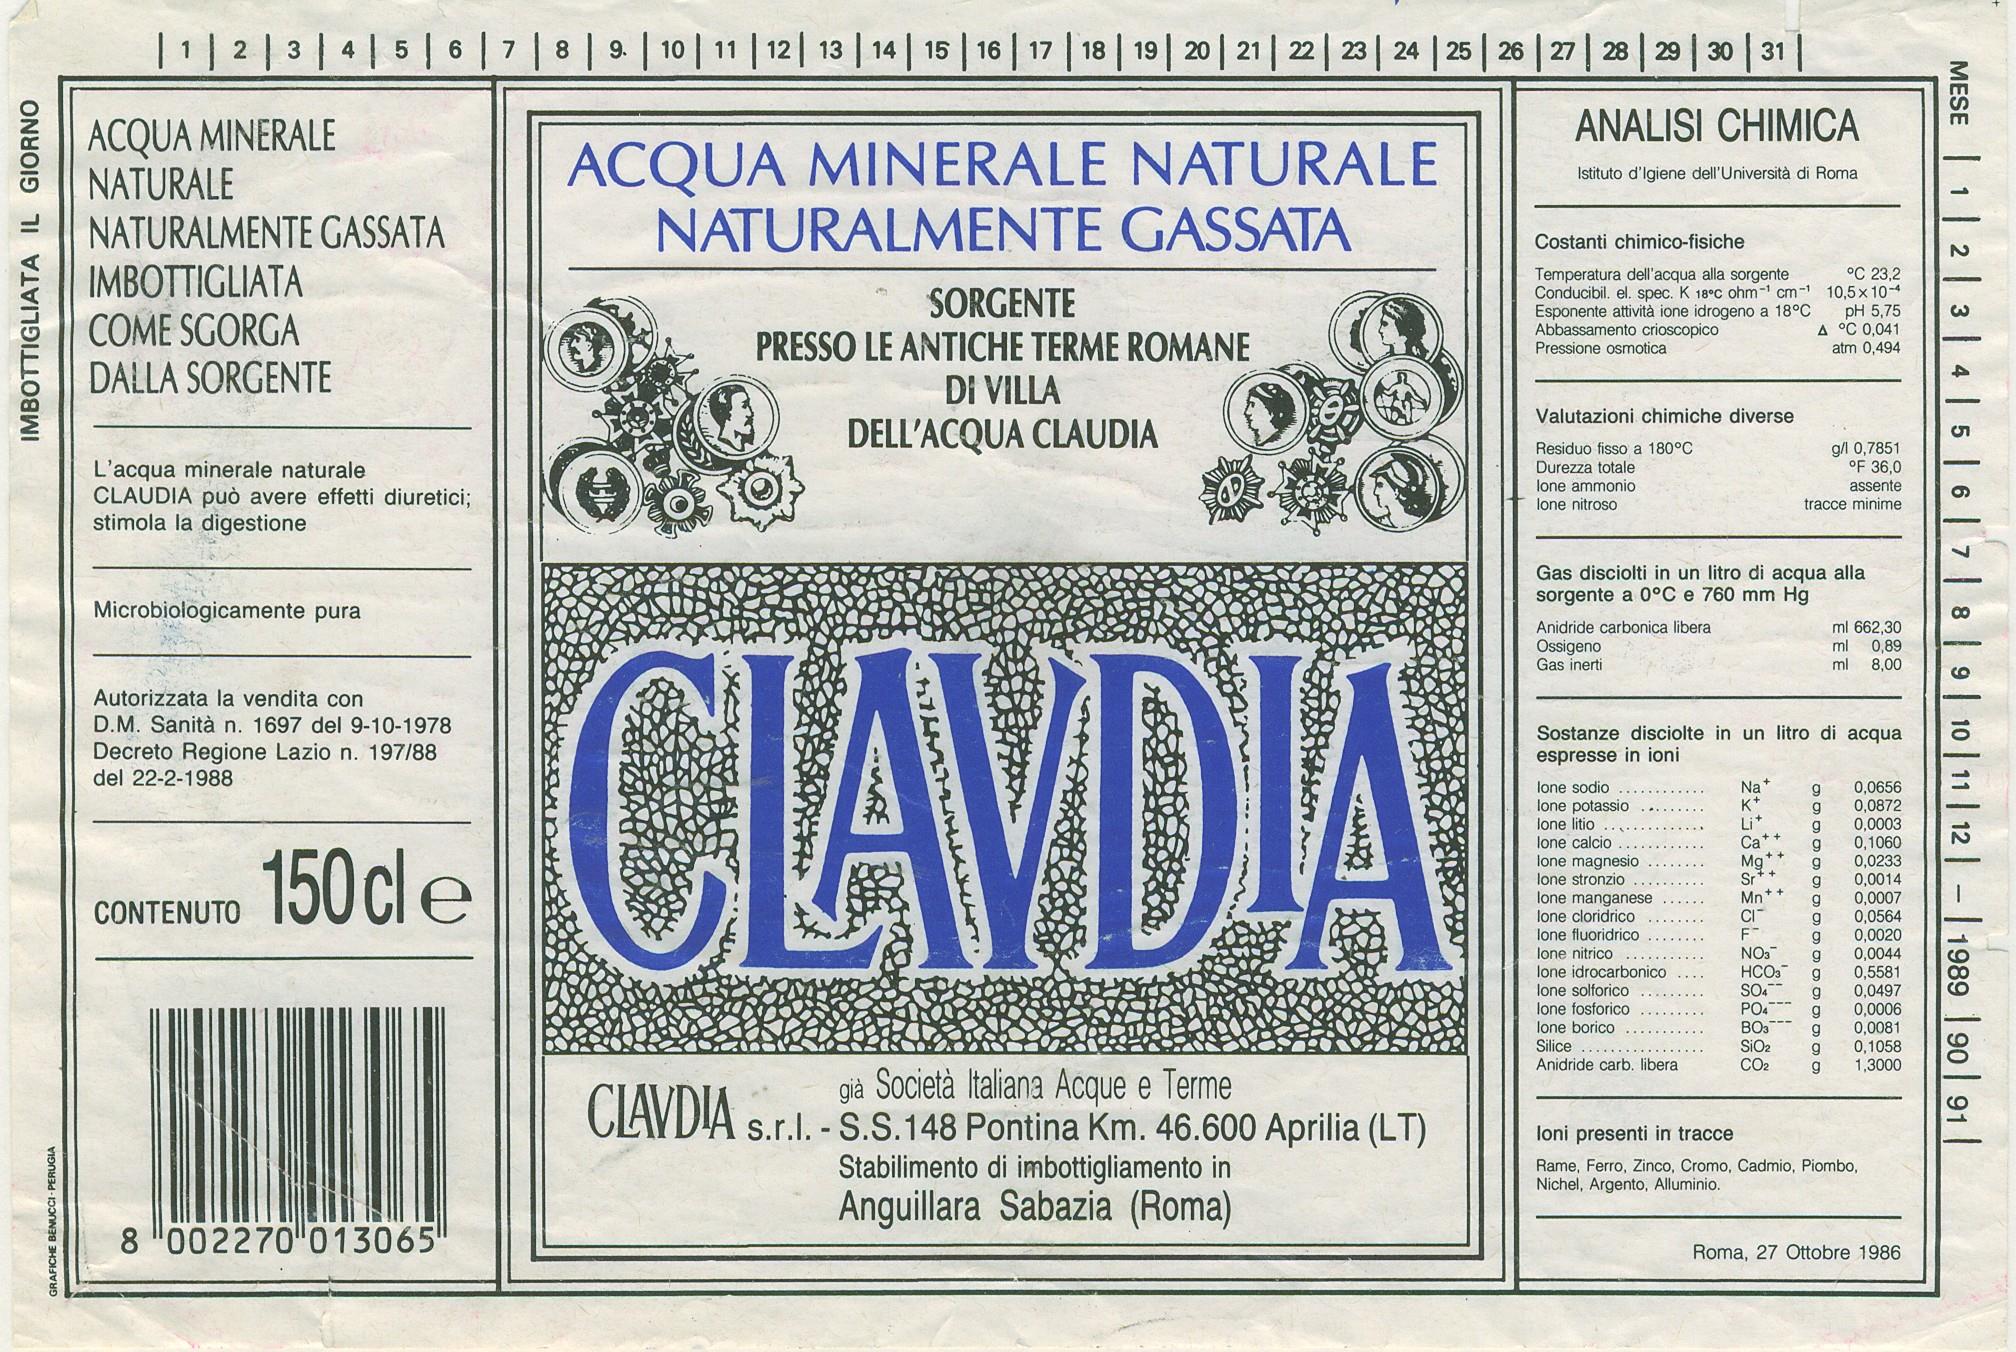 | 1 | 2 | 3 | 4 | 5 | 6 | 7 | 8 | 9 | 10 | 11 | 12 | 13 | 14 | 15 | 16 | 17 | 18 | 19 | 20 | 21 | 22 | 23 | 24 | 25 | 26 | 27 | 28 | 29 | 30 | 31 |
IMBOTTIGLIATA IL GIORNO
ACQUA MINERALE
NATURALE
NATURALMENTE GASSATA
IMBOTTIGLIATA
COME SGORGA
DALLA SORGENTE
L'acqua minerale naturale
CLAUDIA può avere effetti diuretici;
stimola la digestione
Microbiologicamente pura
Autorizzata la vendita con
D.M. Sanità n. 1697 del 9-10-1978
Decreto Regione Lazio n. 197/88
del 22-2-1988
CONTENUTO 150 cl e
8 002270 013065
GRAFICHE BENUCCI - PERUGIA
ACQUA MINERALE NATURALE
NATURALMENTE GASSATA
SORGENTE
PRESSO LE ANTICHE TERME ROMANE
DI VILLA
DELL'ACQUA CLAUDIA
CLAVDIA
già Società Italiana Acque e Terme
CLAVDIA s.r.l. - S.S.148 Pontina Km. 46.600 Aprilia (LT)
Stabilimento di imbottigliamento in
Anguillara Sabazia (Roma)
ANALISI CHIMICA
Istituto d'Igiene dell'Università di Roma
Costanti chimico-fisiche
Temperatura dell'acqua alla sorgente °C 23,2
Conducibil. el. spec. K 18°C ohm⁻¹ cm⁻¹ 10,5×10⁻⁴
Esponente attività ione idrogeno a 18°C pH 5,75
Abbassamento crioscopico Δ °C 0,041
Pressione osmotica atm 0,494
Valutazioni chimiche diverse
Residuo fisso a 180°C g/l 0,7851
Durezza totale °F 36,0
Ione ammonio assente
Ione nitroso tracce minime
Gas disciolti in un litro di acqua alla
sorgente a 0°C e 760 mm Hg
Anidride carbonica libera ml 662,30
Ossigeno ml 0,89
Gas inerti ml 8,00
Sostanze disciolte in un litro di acqua
espresse in ioni
Ione sodio ........... Na⁺ g 0,0656
Ione potassio ........ K⁺ g 0,0872
Ione litio ............. Li⁺ g 0,0003
Ione calcio ........... Ca⁺⁺ g 0,1060
Ione magnesio ........ Mg⁺⁺ g 0,0233
Ione stronzio .......... Sr⁺⁺ g 0,0014
Ione manganese ...... Mn⁺⁺ g 0,0007
Ione cloridrico ........ Cl⁻ g 0,0564
Ione fluoridrico ........ F⁻ g 0,0020
Ione nitrico ........... NO₃⁻ g 0,0044
Ione idrocarbonico .... HCO₃⁻ g 0,5581
Ione solforico ......... SO₄⁻⁻ g 0,0497
Ione fosforico ......... PO₄⁻⁻⁻ g 0,0006
Ione borico ........... BO₃⁻⁻⁻ g 0,0081
Silice ................. SiO₂ g 0,1058
Anidride carb. libera CO₂ g 1,3000
Ioni presenti in tracce
Rame, Ferro, Zinco, Cromo, Cadmio, Piombo,
Nichel, Argento, Alluminio.
Roma, 27 Ottobre 1986
MESE | 1 | 2 | 3 | 4 | 5 | 6 | 7 | 8 | 9 | 10 | 11 | 12 | - | 1989 | 90 | 91 |